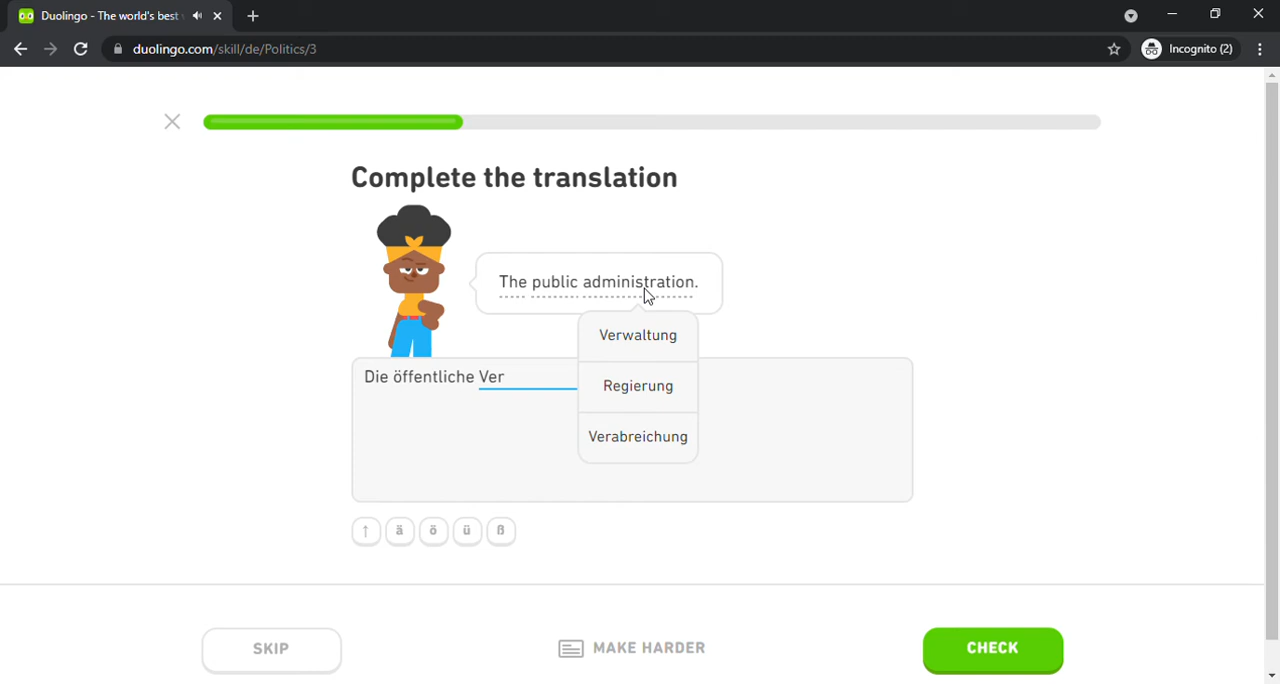 Duolingo - The world's best
duolingo.com/skill/de/Politics/3
Incognito (2)
Complete the translation
The public administration.
Verwaltung
Regierung
Verabreichung
Die öffentliche Ver
↑ ä ö ü ß
SKIP
MAKE HARDER
CHECK